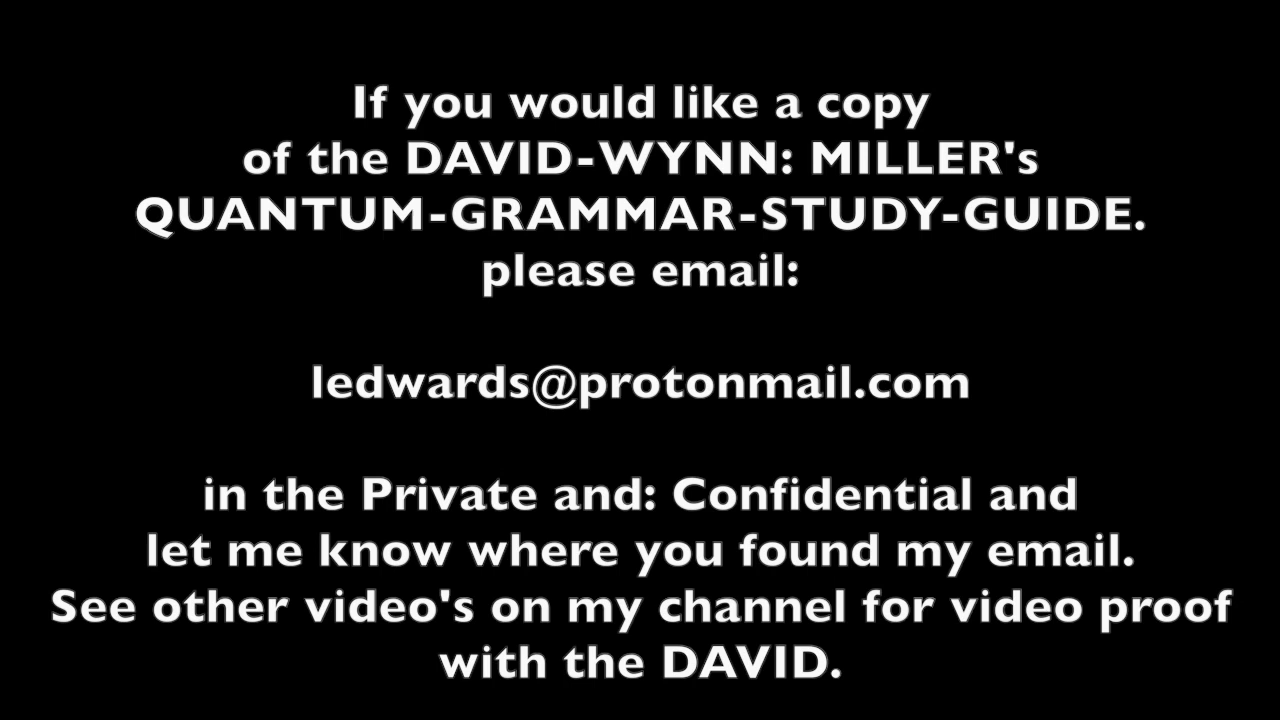 If you would like a copy
of the DAVID-WYNN: MILLER's
QUANTUM-GRAMMAR-STUDY-GUIDE.
please email:
ledwards@protonmail.com
in the Private and: Confidential and
let me know where you found my email.
See other video's on my channel for video proof
with the DAVID.